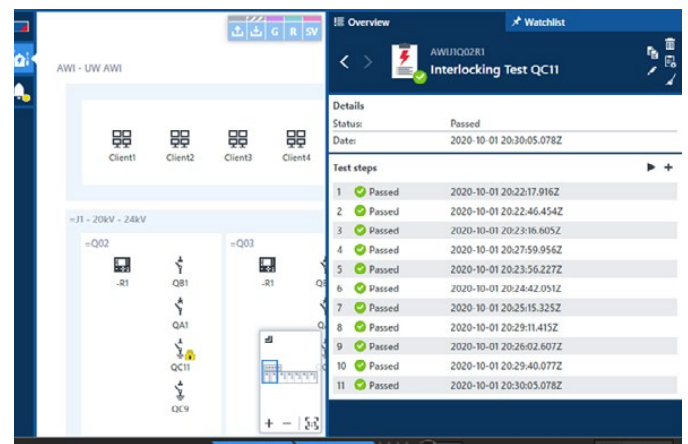 G R SV
AWI - UW AWI
Client1 Client2 Client3 Client4
=J1 - 20kV - 24kV
=Q02 =Q03
-R1 QB1 -R1
QA1
QC11
QC9
Overview Watchlist
AWIJ1Q02R1
Interlocking Test QC11
Details
Status: Passed
Date: 2020-10-01 20:30:05.078Z
Test steps
1 Passed 2020-10-01 20:22:17.916Z
2 Passed 2020-10-01 20:22:46.454Z
3 Passed 2020-10-01 20:23:16.605Z
4 Passed 2020-10-01 20:27:59.956Z
5 Passed 2020-10-01 20:23:56.227Z
6 Passed 2020-10-01 20:24:42.051Z
7 Passed 2020-10-01 20:25:15.325Z
8 Passed 2020-10-01 20:29:11.415Z
9 Passed 2020-10-01 20:26:02.607Z
10 Passed 2020-10-01 20:29:40.077Z
11 Passed 2020-10-01 20:30:05.078Z